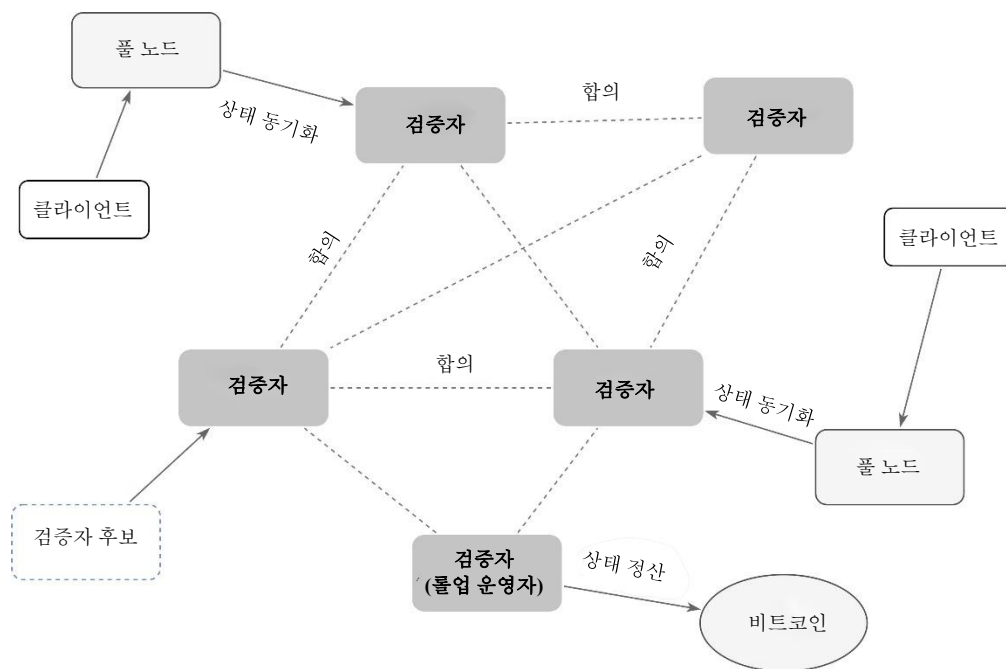 풀 노드
상태 동기화
검증자
합의
검증자
클라이언트
클라이언트
합의
합의
검증자
합의
검증자
상태 동기화
풀 노드
검증자 후보
검증자
(롤업 운영자)
상태 정산
비트코인